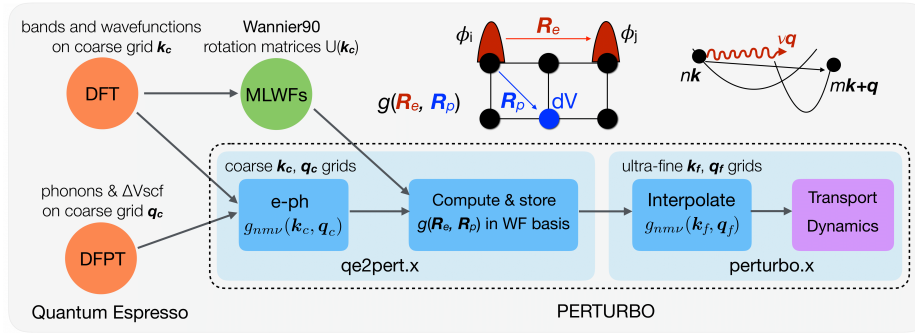 bands and wavefunctions
on coarse grid kc
Wannier90
rotation matrices U(kc)
DFT
MLWFs
ϕi
Re
ϕj
g(Re, Rp)
Rp
dV
νq
nk
mk+q
phonons & ΔVscf
on coarse grid qc
DFPT
Quantum Espresso
coarse kc, qc grids
e-ph
gnmν(kc, qc)
Compute & store
g(Re, Rp) in WF basis
qe2pert.x
ultra-fine kf, qf grids
Interpolate
gnmν(kf, qf)
Transport
Dynamics
perturbo.x
PERTURBO